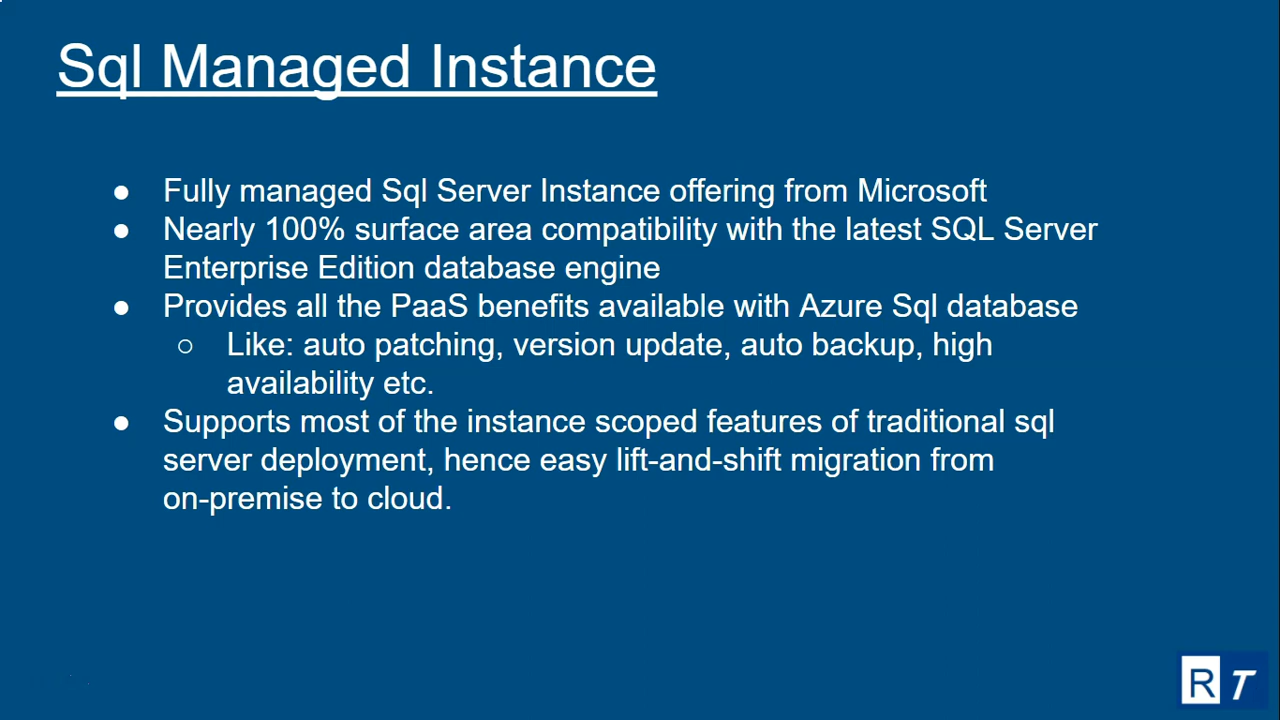 Sql Managed Instance
● Fully managed Sql Server Instance offering from Microsoft
● Nearly 100% surface area compatibility with the latest SQL Server
Enterprise Edition database engine
● Provides all the PaaS benefits available with Azure Sql database
○ Like: auto patching, version update, auto backup, high
availability etc.
● Supports most of the instance scoped features of traditional sql
server deployment, hence easy lift-and-shift migration from
on-premise to cloud.
R T